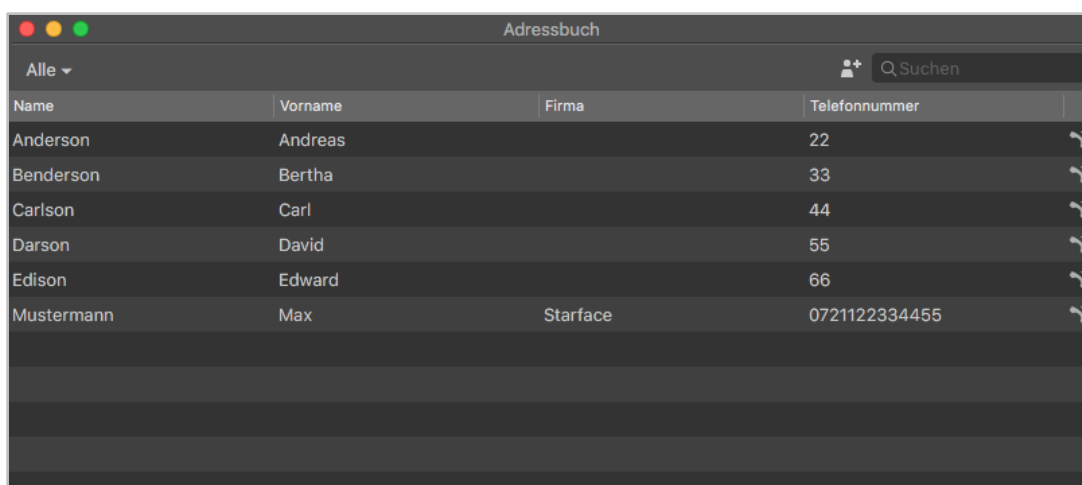 Adressbuch
Alle
Suchen
Name Vorname Firma Telefonnummer
Anderson Andreas 22
Benderson Bertha 33
Carlson Carl 44
Darson David 55
Edison Edward 66
Mustermann Max Starface 0721122334455